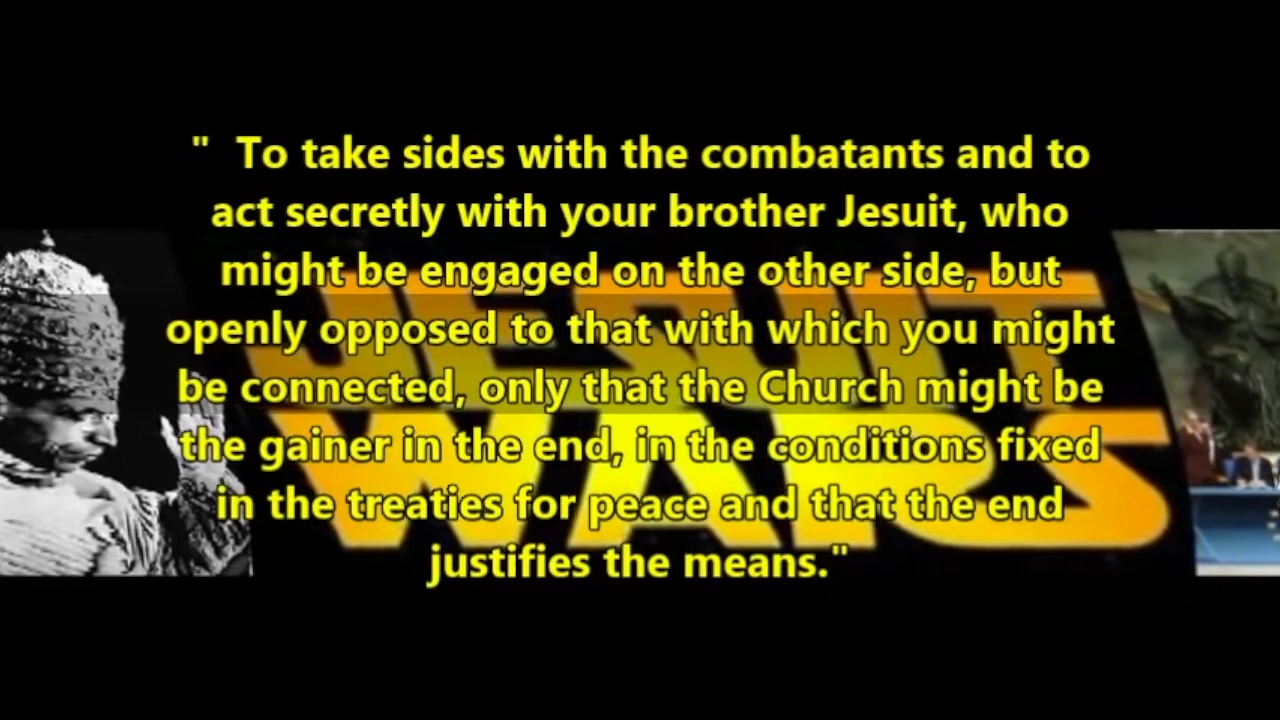 " To take sides with the combatants and to
act secretly with your brother Jesuit, who
might be engaged on the other side, but
openly opposed to that with which you might
be connected, only that the Church might be
the gainer in the end, in the conditions fixed
in the treaties for peace and that the end
justifies the means."
JESUIT
WARS